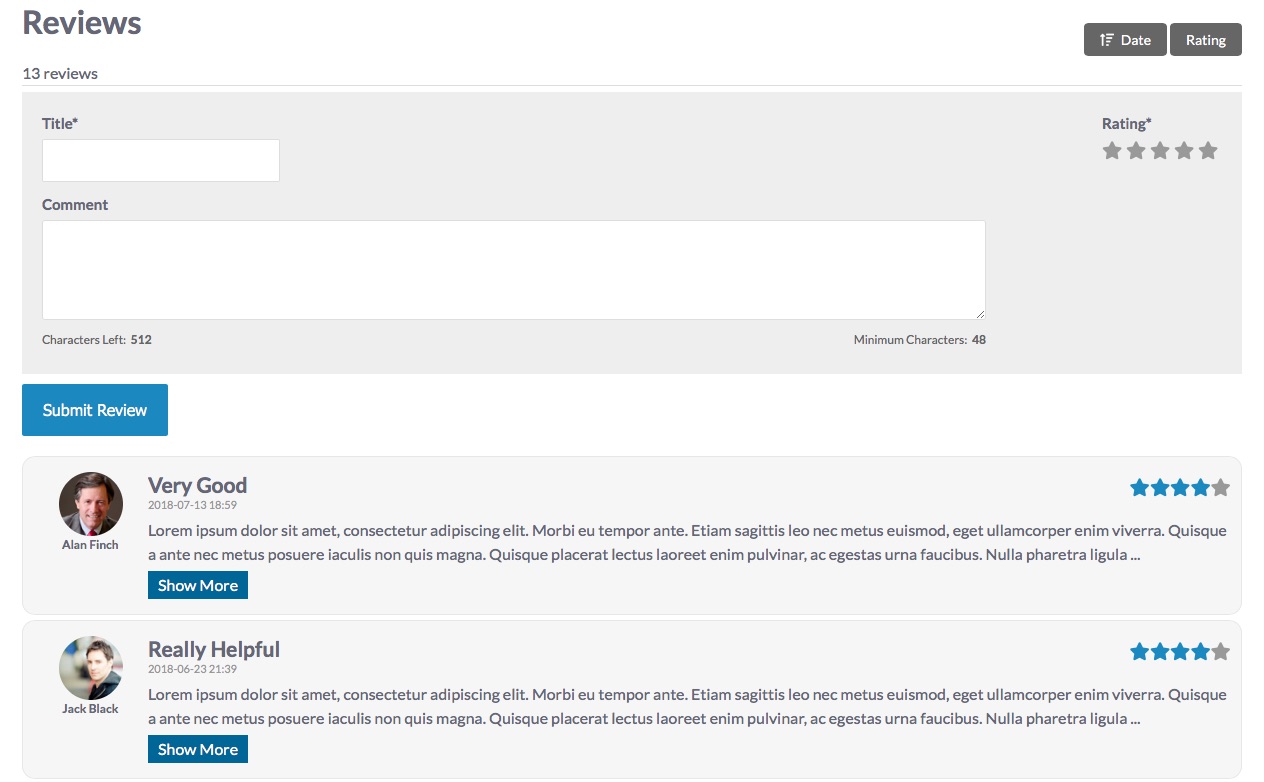 Reviews
Date
Rating
13 reviews
Title*
Rating*
Comment
Characters Left: 512
Minimum Characters: 48
Submit Review
Very Good
2018-07-13 18:59
Lorem ipsum dolor sit amet, consectetur adipiscing elit. Morbi eu tempor ante. Etiam sagittis leo nec metus euismod, eget ullamcorper enim viverra. Quisque
a ante nec metus posuere iaculis non quis magna. Quisque placerat lectus laoreet enim pulvinar, ac egestas urna faucibus. Nulla pharetra ligula ...
Alan Finch
Show More
Really Helpful
2018-06-23 21:39
Lorem ipsum dolor sit amet, consectetur adipiscing elit. Morbi eu tempor ante. Etiam sagittis leo nec metus euismod, eget ullamcorper enim viverra. Quisque
a ante nec metus posuere iaculis non quis magna. Quisque placerat lectus laoreet enim pulvinar, ac egestas urna faucibus. Nulla pharetra ligula ...
Jack Black
Show More